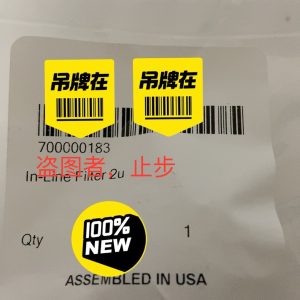 吊牌在 吊牌在
700000183
盗图者 止步
In-Line Filter 2u
100%
NEW
Qty 1
ASSEMBLED IN USA